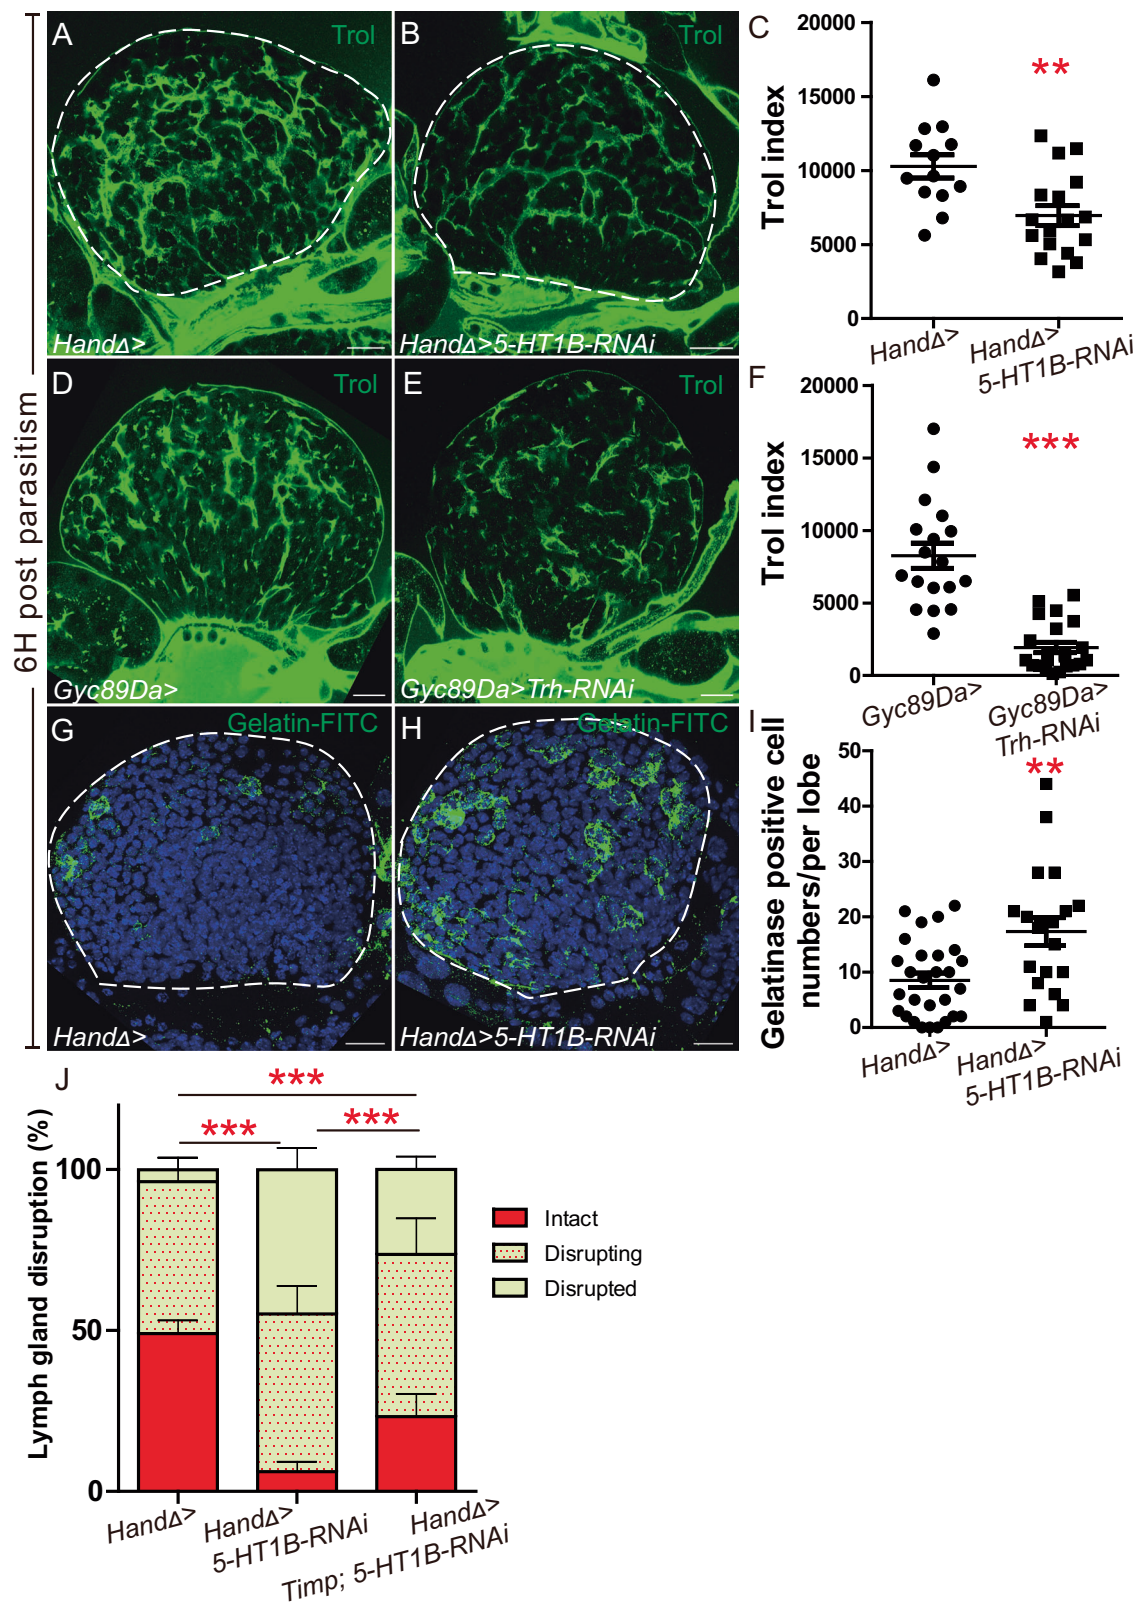 6H post parasitism
A
Trol
HandΔ>
B
Trol
HandΔ>5-HT1B-RNAi
C
Trol index
20000
15000
10000
5000
0
**
HandΔ>
HandΔ>
5-HT1B-RNAi
D
Trol
Gyc89Da>
E
Trol
Gyc89Da>Trh-RNAi
F
Trol index
20000
15000
10000
5000
0
***
Gyc89Da>
Gyc89Da>
Trh-RNAi
G
Gelatin-FITC
HandΔ>
H
Gelatin-FITC
HandΔ>5-HT1B-RNAi
I
Gelatinase positive cell
numbers/per lobe
50
40
30
20
10
0
**
HandΔ>
HandΔ>
5-HT1B-RNAi
J
Lymph gland disruption (%)
100
50
0
***
***
***
Intact
Disrupting
Disrupted
HandΔ>
HandΔ>
5-HT1B-RNAi
HandΔ>
Timp; 5-HT1B-RNAi